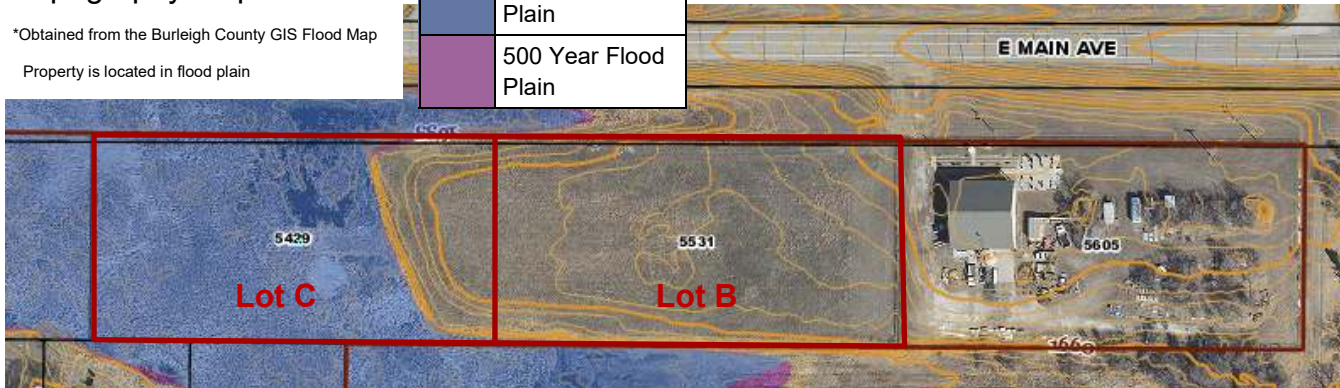 *Obtained from the Burleigh County GIS Flood Map
Property is located in flood plain
Plain
500 Year Flood
Plain
E MAIN AVE
5429
5531
5605
Lot C
Lot B